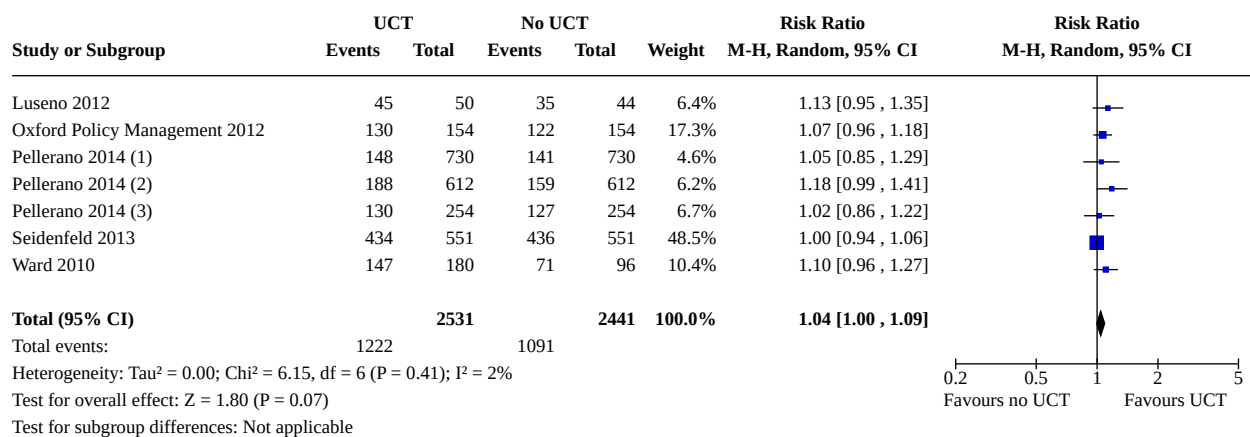 UCT No UCT Risk Ratio Risk Ratio
Study or Subgroup Events Total Events Total Weight M-H, Random, 95% CI M-H, Random, 95% CI
Luseno 2012 45 50 35 44 6.4% 1.13 [0.95 , 1.35]
Oxford Policy Management 2012 130 154 122 154 17.3% 1.07 [0.96 , 1.18]
Pellerano 2014 (1) 148 730 141 730 4.6% 1.05 [0.85 , 1.29]
Pellerano 2014 (2) 188 612 159 612 6.2% 1.18 [0.99 , 1.41]
Pellerano 2014 (3) 130 254 127 254 6.7% 1.02 [0.86 , 1.22]
Seidenfeld 2013 434 551 436 551 48.5% 1.00 [0.94 , 1.06]
Ward 2010 147 180 71 96 10.4% 1.10 [0.96 , 1.27]
Total (95% CI) 2531 2441 100.0% 1.04 [1.00 , 1.09]
Total events: 1222 1091
Heterogeneity: Tau² = 0.00; Chi² = 6.15, df = 6 (P = 0.41); I² = 2%
0.2 0.5 1 2 5
Test for overall effect: Z = 1.80 (P = 0.07) Favours no UCT Favours UCT
Test for subgroup differences: Not applicable